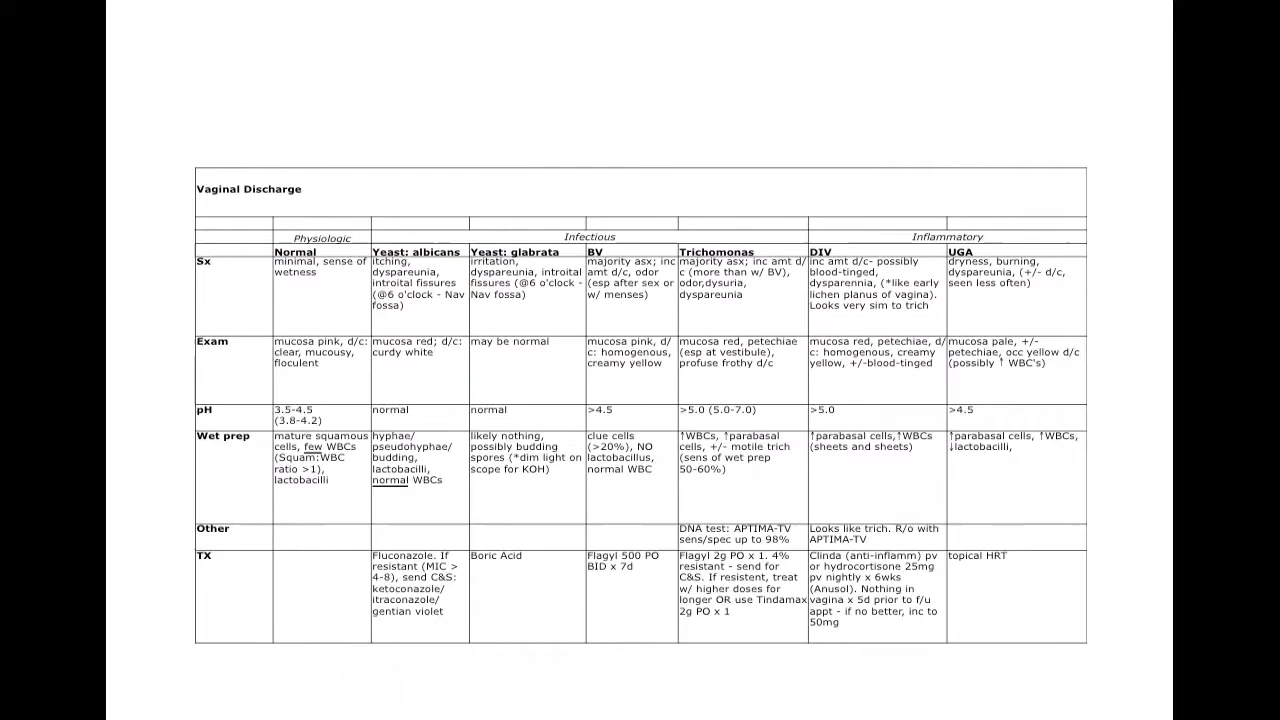 Vaginal Discharge
Physiologic Infectious Inflammatory
Normal Yeast: albicans Yeast: glabrata BV Trichomonas DIV UGA
Sx
minimal, sense of
wetness
itching,
dyspareunia,
introital fissures
(@6 o'clock - Nav
fossa)
irritation,
dyspareunia, introital
fissures (@6 o'clock -
Nav fossa)
majority asx; inc
amt d/c, odor
(esp after sex or
w/ menses)
majority asx; inc amt d/
c (more than w/ BV),
odor,dysuria,
dyspareunia
inc amt d/c- possibly
blood-tinged,
dysparennia, (*like early
lichen planus of vagina).
Looks very sim to trich
dryness, burning,
dyspareunia, (+/- d/c,
seen less often)
Exam
mucosa pink, d/c:
clear, mucousy,
floculent
mucosa red; d/c:
curdy white
may be normal
mucosa pink, d/
c: homogenous,
creamy yellow
mucosa red, petechiae
(esp at vestibule),
profuse frothy d/c
mucosa red, petechiae, d/
c: homogenous, creamy
yellow, +/-blood-tinged
mucosa pale, +/-
petechiae, occ yellow d/c
(possibly ↑ WBC's)
pH
3.5-4.5
(3.8-4.2)
normal
normal
>4.5
>5.0 (5.0-7.0)
>5.0
>4.5
Wet prep
mature squamous
cells, few WBCs
(Squam:WBC
ratio >1),
lactobacilli
hyphae/
pseudohyphae/
budding,
lactobacilli,
normal WBCs
likely nothing,
possibly budding
spores (*dim light on
scope for KOH)
clue cells
(>20%), NO
lactobacillus,
normal WBC
↑WBCs, ↑parabasal
cells, +/- motile trich
(sens of wet prep
50-60%)
↑parabasal cells,↑WBCs
(sheets and sheets)
↑parabasal cells, ↑WBCs,
↓lactobacilli,
Other
DNA test: APTIMA-TV
sens/spec up to 98%
Looks like trich. R/o with
APTIMA-TV
TX
Fluconazole. If
resistant (MIC >
4-8), send C&S:
ketoconazole/
itraconazole/
gentian violet
Boric Acid
Flagyl 500 PO
BID x 7d
Flagyl 2g PO x 1. 4%
resistant - send for
C&S. If resistent, treat
w/ higher doses for
longer OR use Tindamax
2g PO x 1
Clinda (anti-inflamm) pv
or hydrocortisone 25mg
pv nightly x 6wks
(Anusol). Nothing in
vagina x 5d prior to f/u
appt - if no better, inc to
50mg
topical HRT